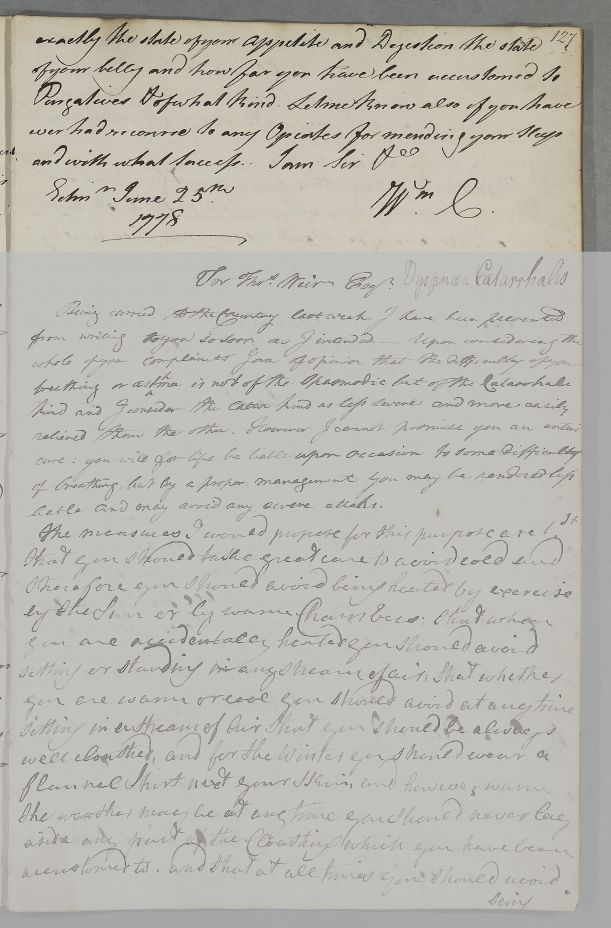 127
exactly the state of your appetite and Degestion the state
of your belly and how far you have been accustomed to
Purgatives & of what kind. Let me know also if you have
ever had recourse to any Opiates for mending your sleep
and with what success. I am Sir &c
Edinr June 25th Wm C.
1778
For Thos. Weir Esqr Dyspnœa Catarrhalis
Being carried to the Country last week I have been prevented
from writing to you so soon as I intended. — Upon considering the
whole of your complaints I am of opinion that the difficulty of your
breathing or astma is not of the Spasmodic but of the Catarrhale
kind and I consider the latter kind as less severe and more easily
relieved than the other. However I cannot promise you an entire
cure: you will for life be liable upon occasion to some difficulty
of breathing, but by a proper management you may be rendered less
liable and may avoid any severe attaks.
The measures I would propose for this purpose are 1st
that you should take great care to avoid cold and
therefore you should avoid being heated by exercise
by the Sun or by warm Chambers: that when
you are accidentally heated you should avoid
sitting or standing in any stream of air: that whether
you are warm or cool you should avoid at any time
sitting in a stream of air that you should be always
well cloathed, and for the Winter you should wear a
flannel Shirt next your skin, and however warm
the weather may be at any time you should never lay
aside any part of the Cloathing which you have been
accustomed to. and that at all times you should avoid
being